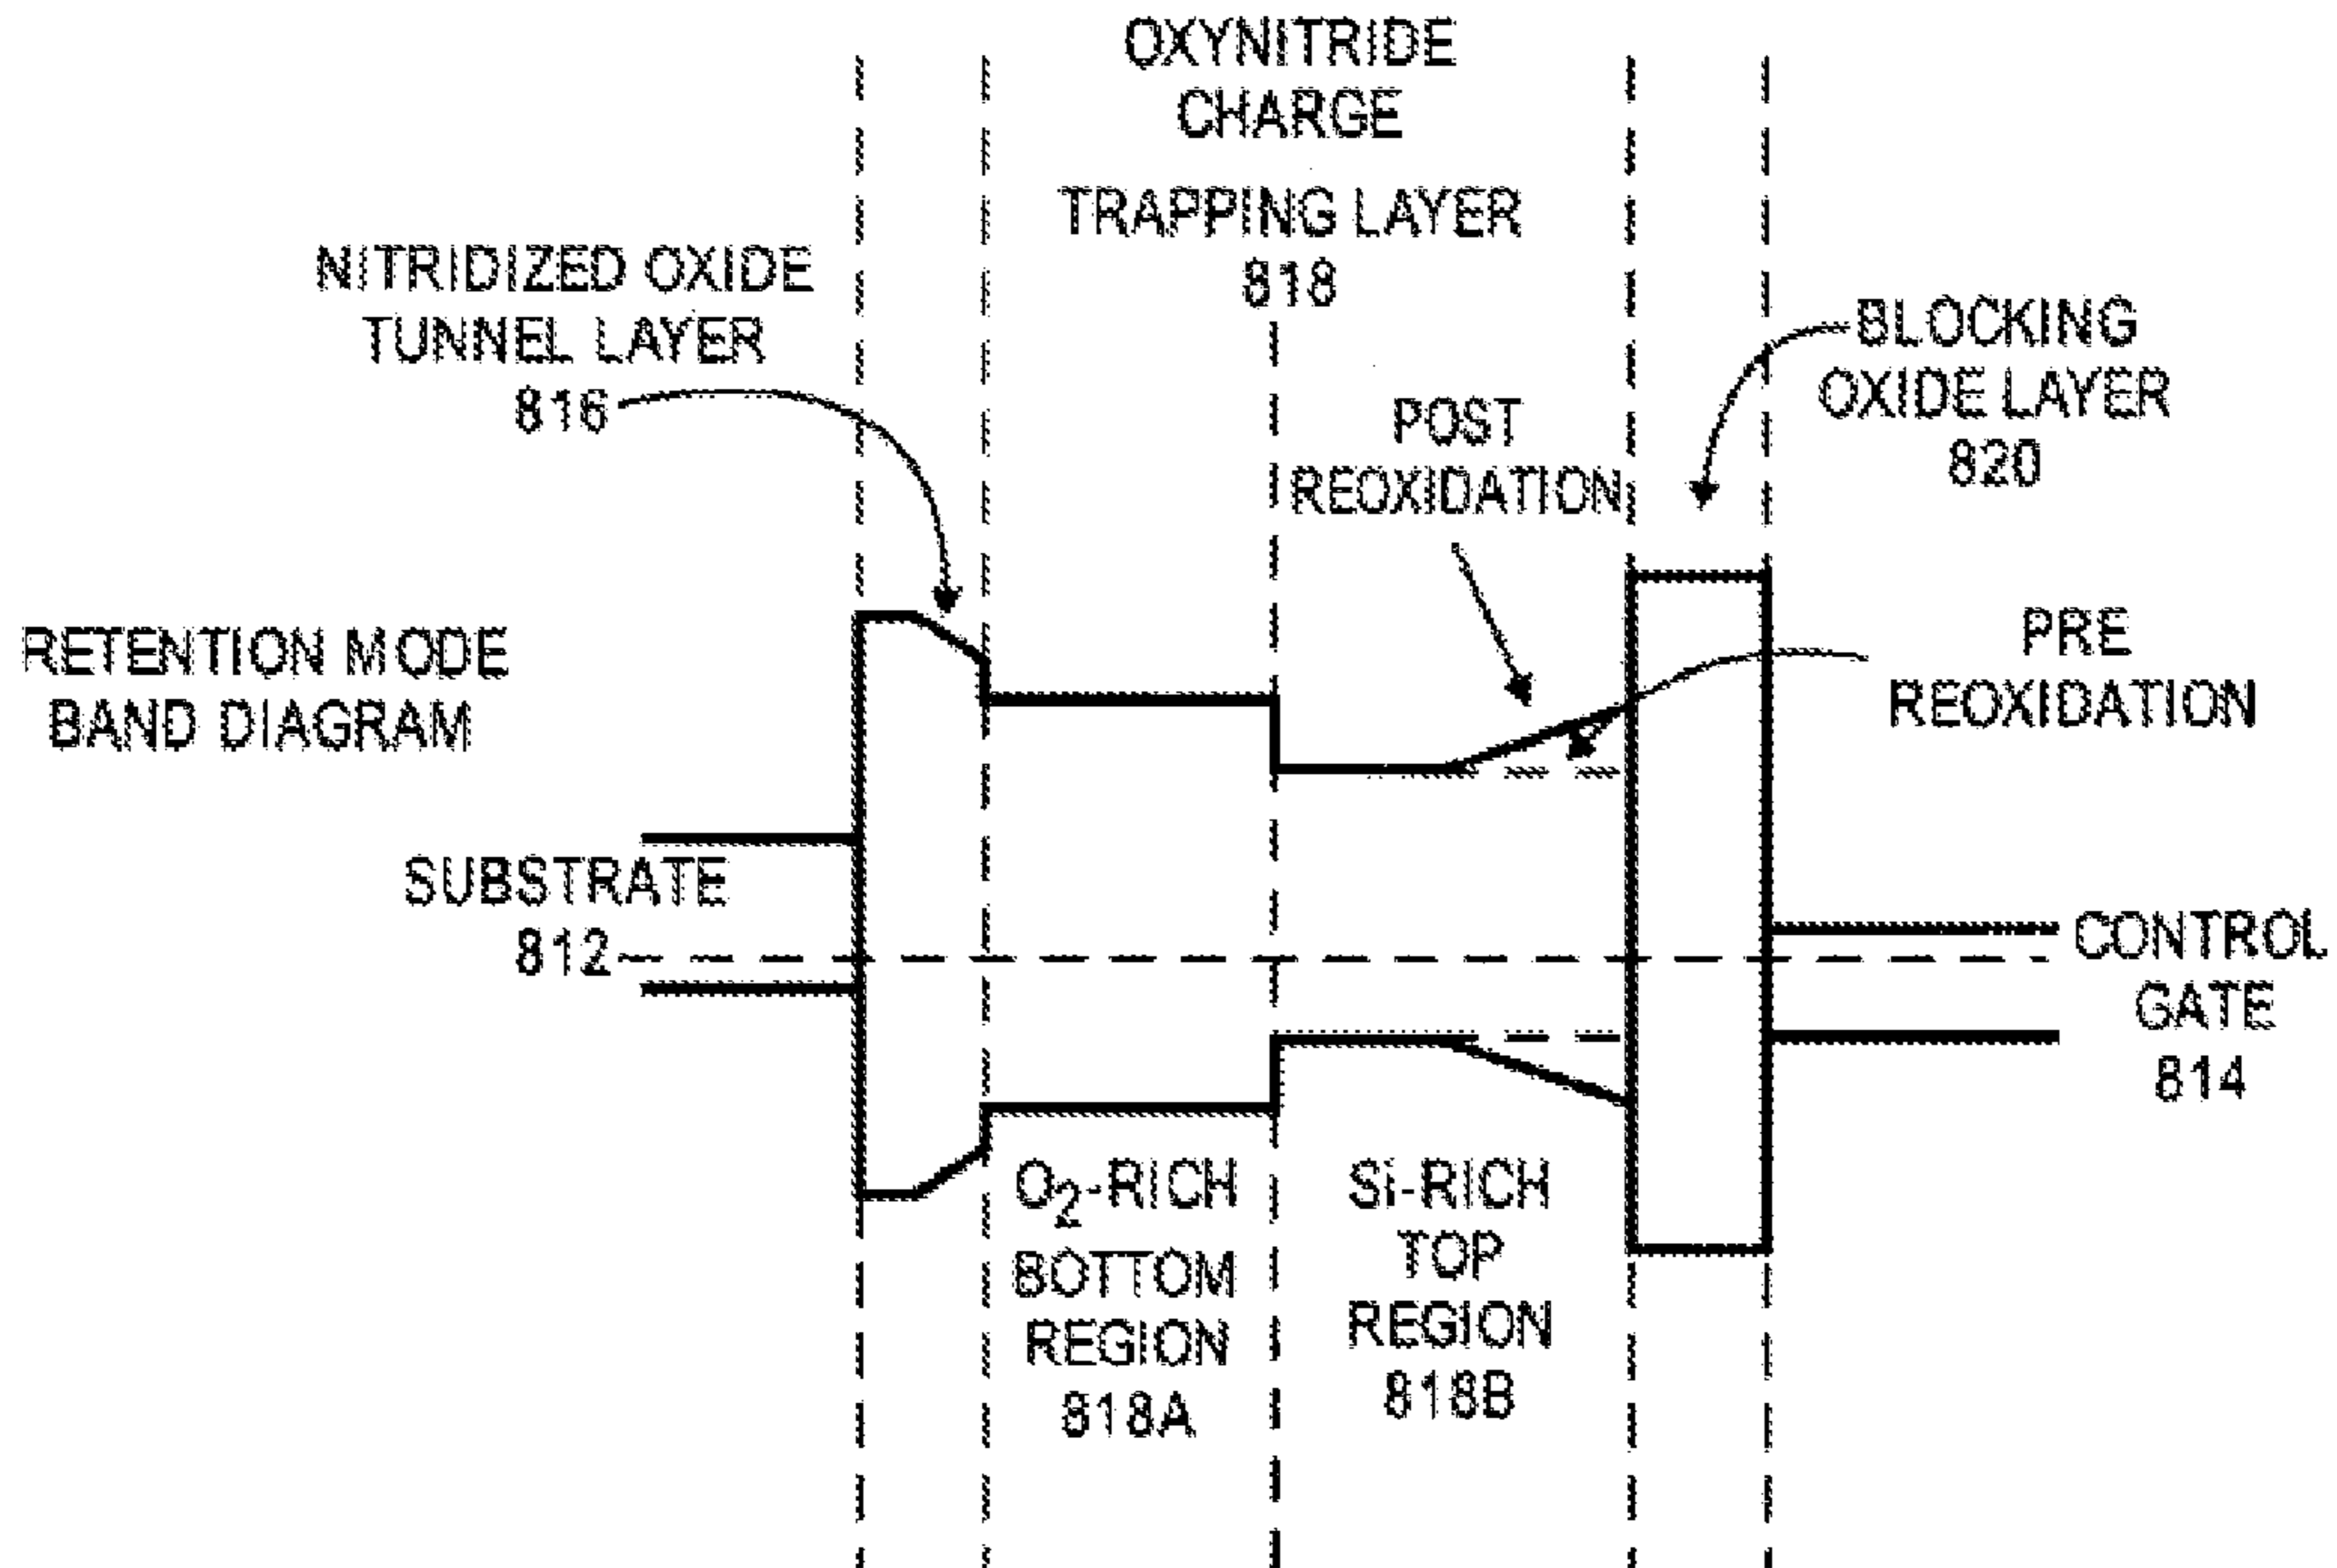 OXYNITRIDE
CHARGE
TRAPPING LAYER
818
NITRIDIZED OXIDE
TUNNEL LAYER
816
BLOCKING
OXIDE LAYER
820
POST
REOXIDATION
RETENTION MODE
BAND DIAGRAM
PRE
REOXIDATION
SUBSTRATE
812
CONTROL
GATE
814
O2-RICH
BOTTOM
REGION
818A
Si-RICH
TOP
REGION
818B